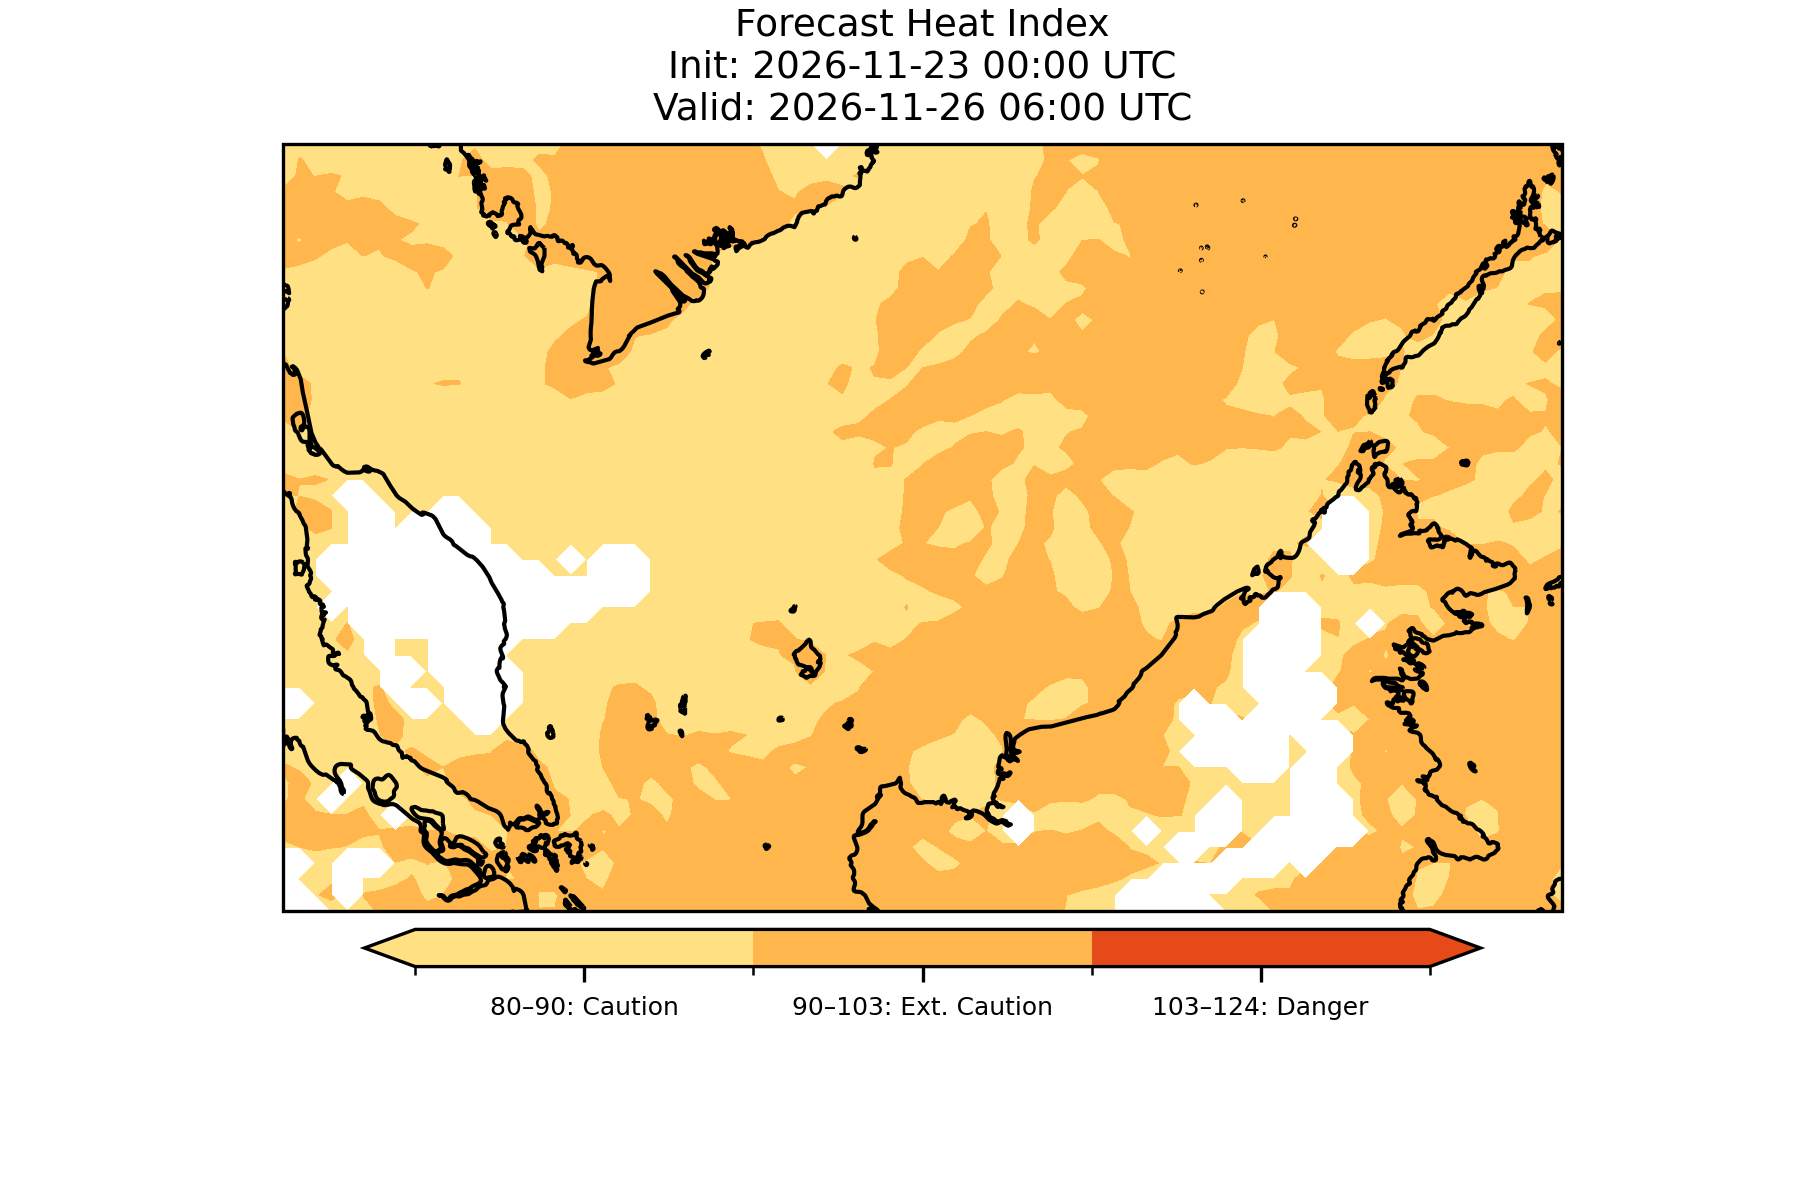 Forecast Heat Index
Init: 2026-11-23 00:00 UTC
Valid: 2026-11-26 06:00 UTC
80–90: Caution
90–103: Ext. Caution
103–124: Danger